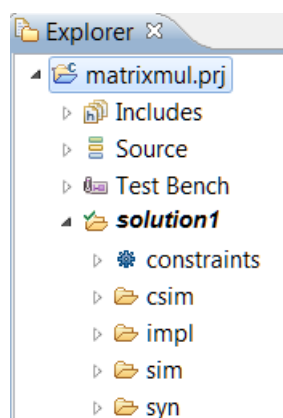 Explorer
matrixmul.prj
Includes
Source
Test Bench
solution1
constraints
csim
impl
sim
syn